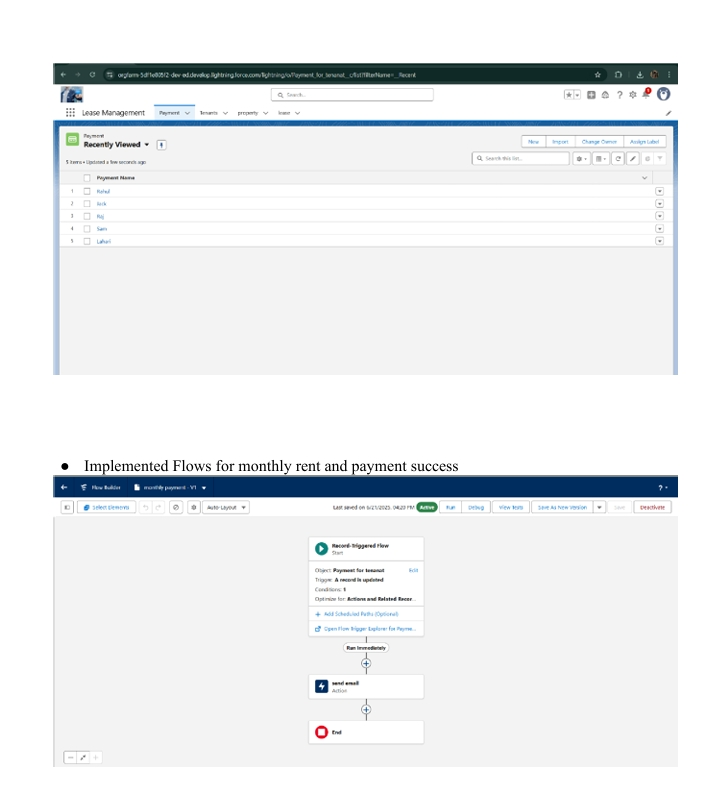 orgfarm-5df1e805f2-dev-ed.develop.lightning.force.com/lightning/o/Payment_for_tenanat__c/list?filterName=__Recent
Search...
Lease Management Payment Tenants property lease
Payment
Recently Viewed
New Import Change Owner Assign Label
5 items • Updated a few seconds ago
Search this list...
Payment Name
1 Rahul
2
3 Raj
4 Sam
5
● Implemented Flows for monthly rent and payment success
Flow Builder monthly payment - V1
?
Select Elements Auto-Layout Last saved on 6/21/2025, 04:20 PM Active Run Debug View Tests Save As New Version Save Deactivate
Record-Triggered Flow
Start
Object: Payment for tenanat Edit
Trigger: A record is updated
Conditions: 1
Optimize for: Actions and Related Recor...
+ Add Scheduled Paths (Optional)
Open Flow Trigger Explorer for Payme...
Run Immediately
send email
Action
End